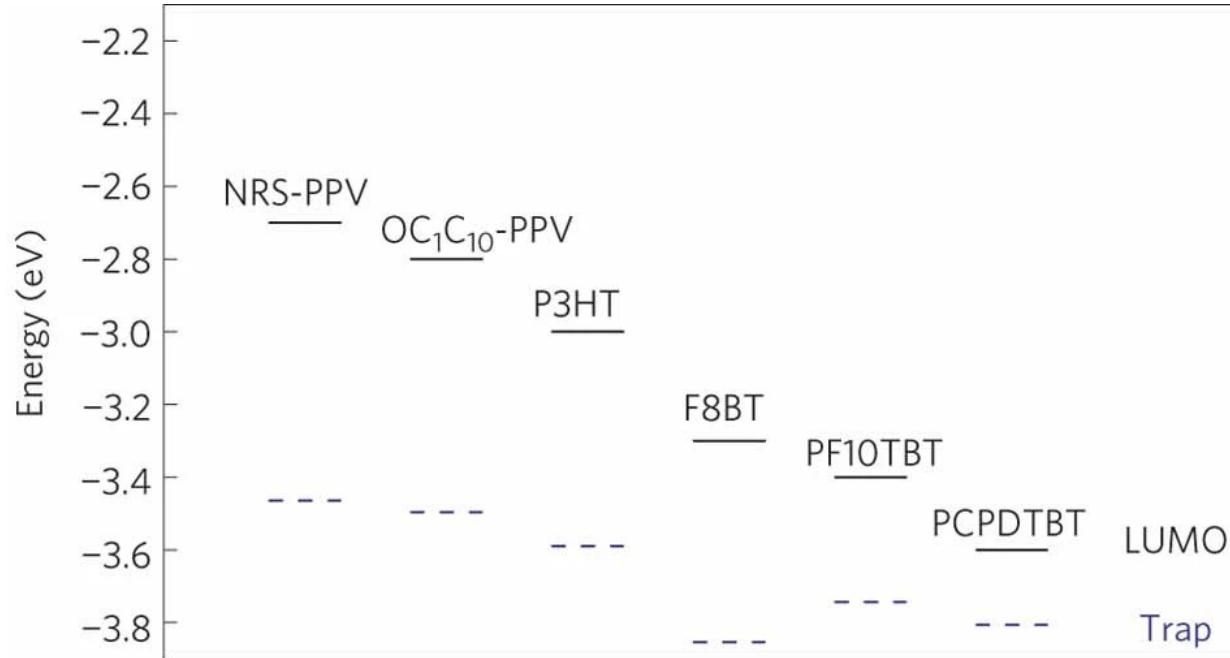 Energy (eV)
−2.2
−2.4
−2.6
−2.8
−3.0
−3.2
−3.4
−3.6
−3.8
NRS-PPV
OC₁C₁₀-PPV
P3HT
F8BT
PF10TBT
PCPDTBT
LUMO
Trap